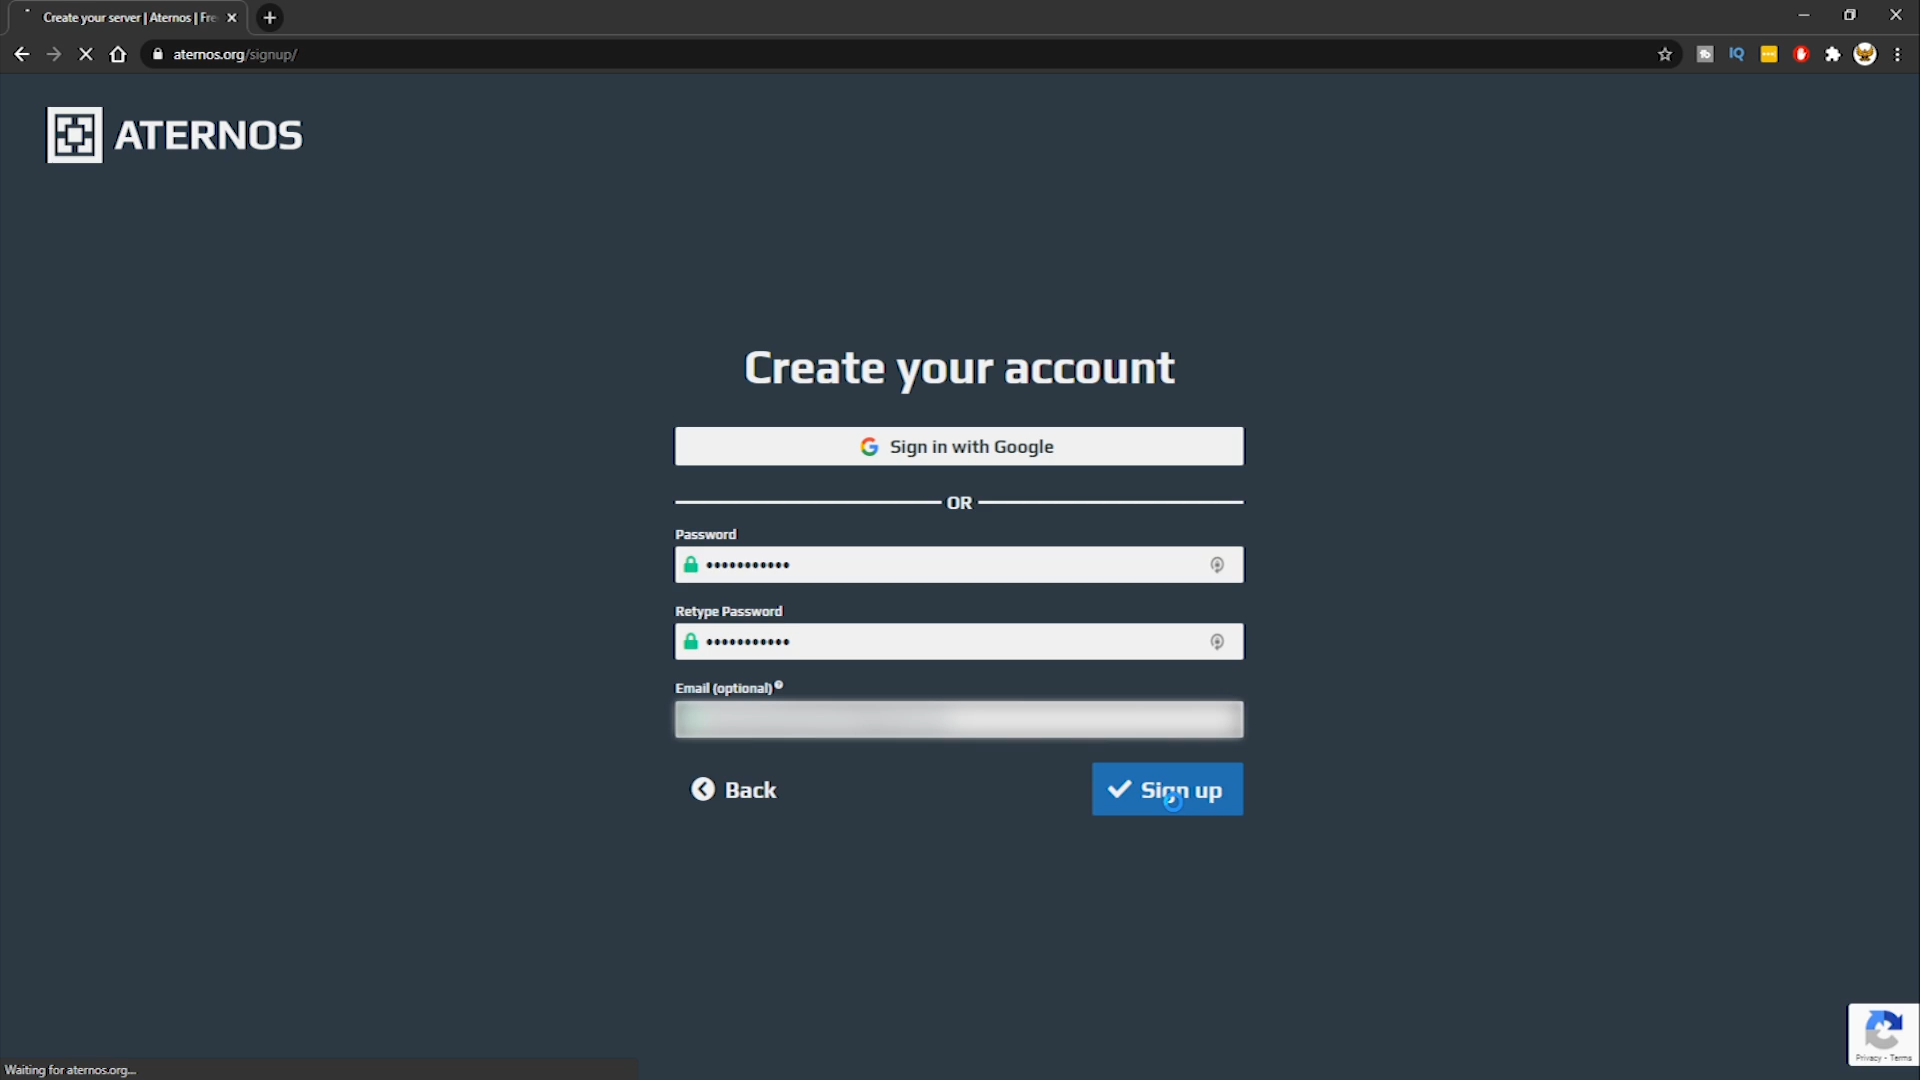 Create your server | Aternos | Fre
aternos.org/signup/
IQ
ATERNOS
Create your account
Sign in with Google
OR
Password
•••••••••••
Retype Password
•••••••••••
Email (optional)
Back
Sign up
Privacy - Terms
Waiting for aternos.org...